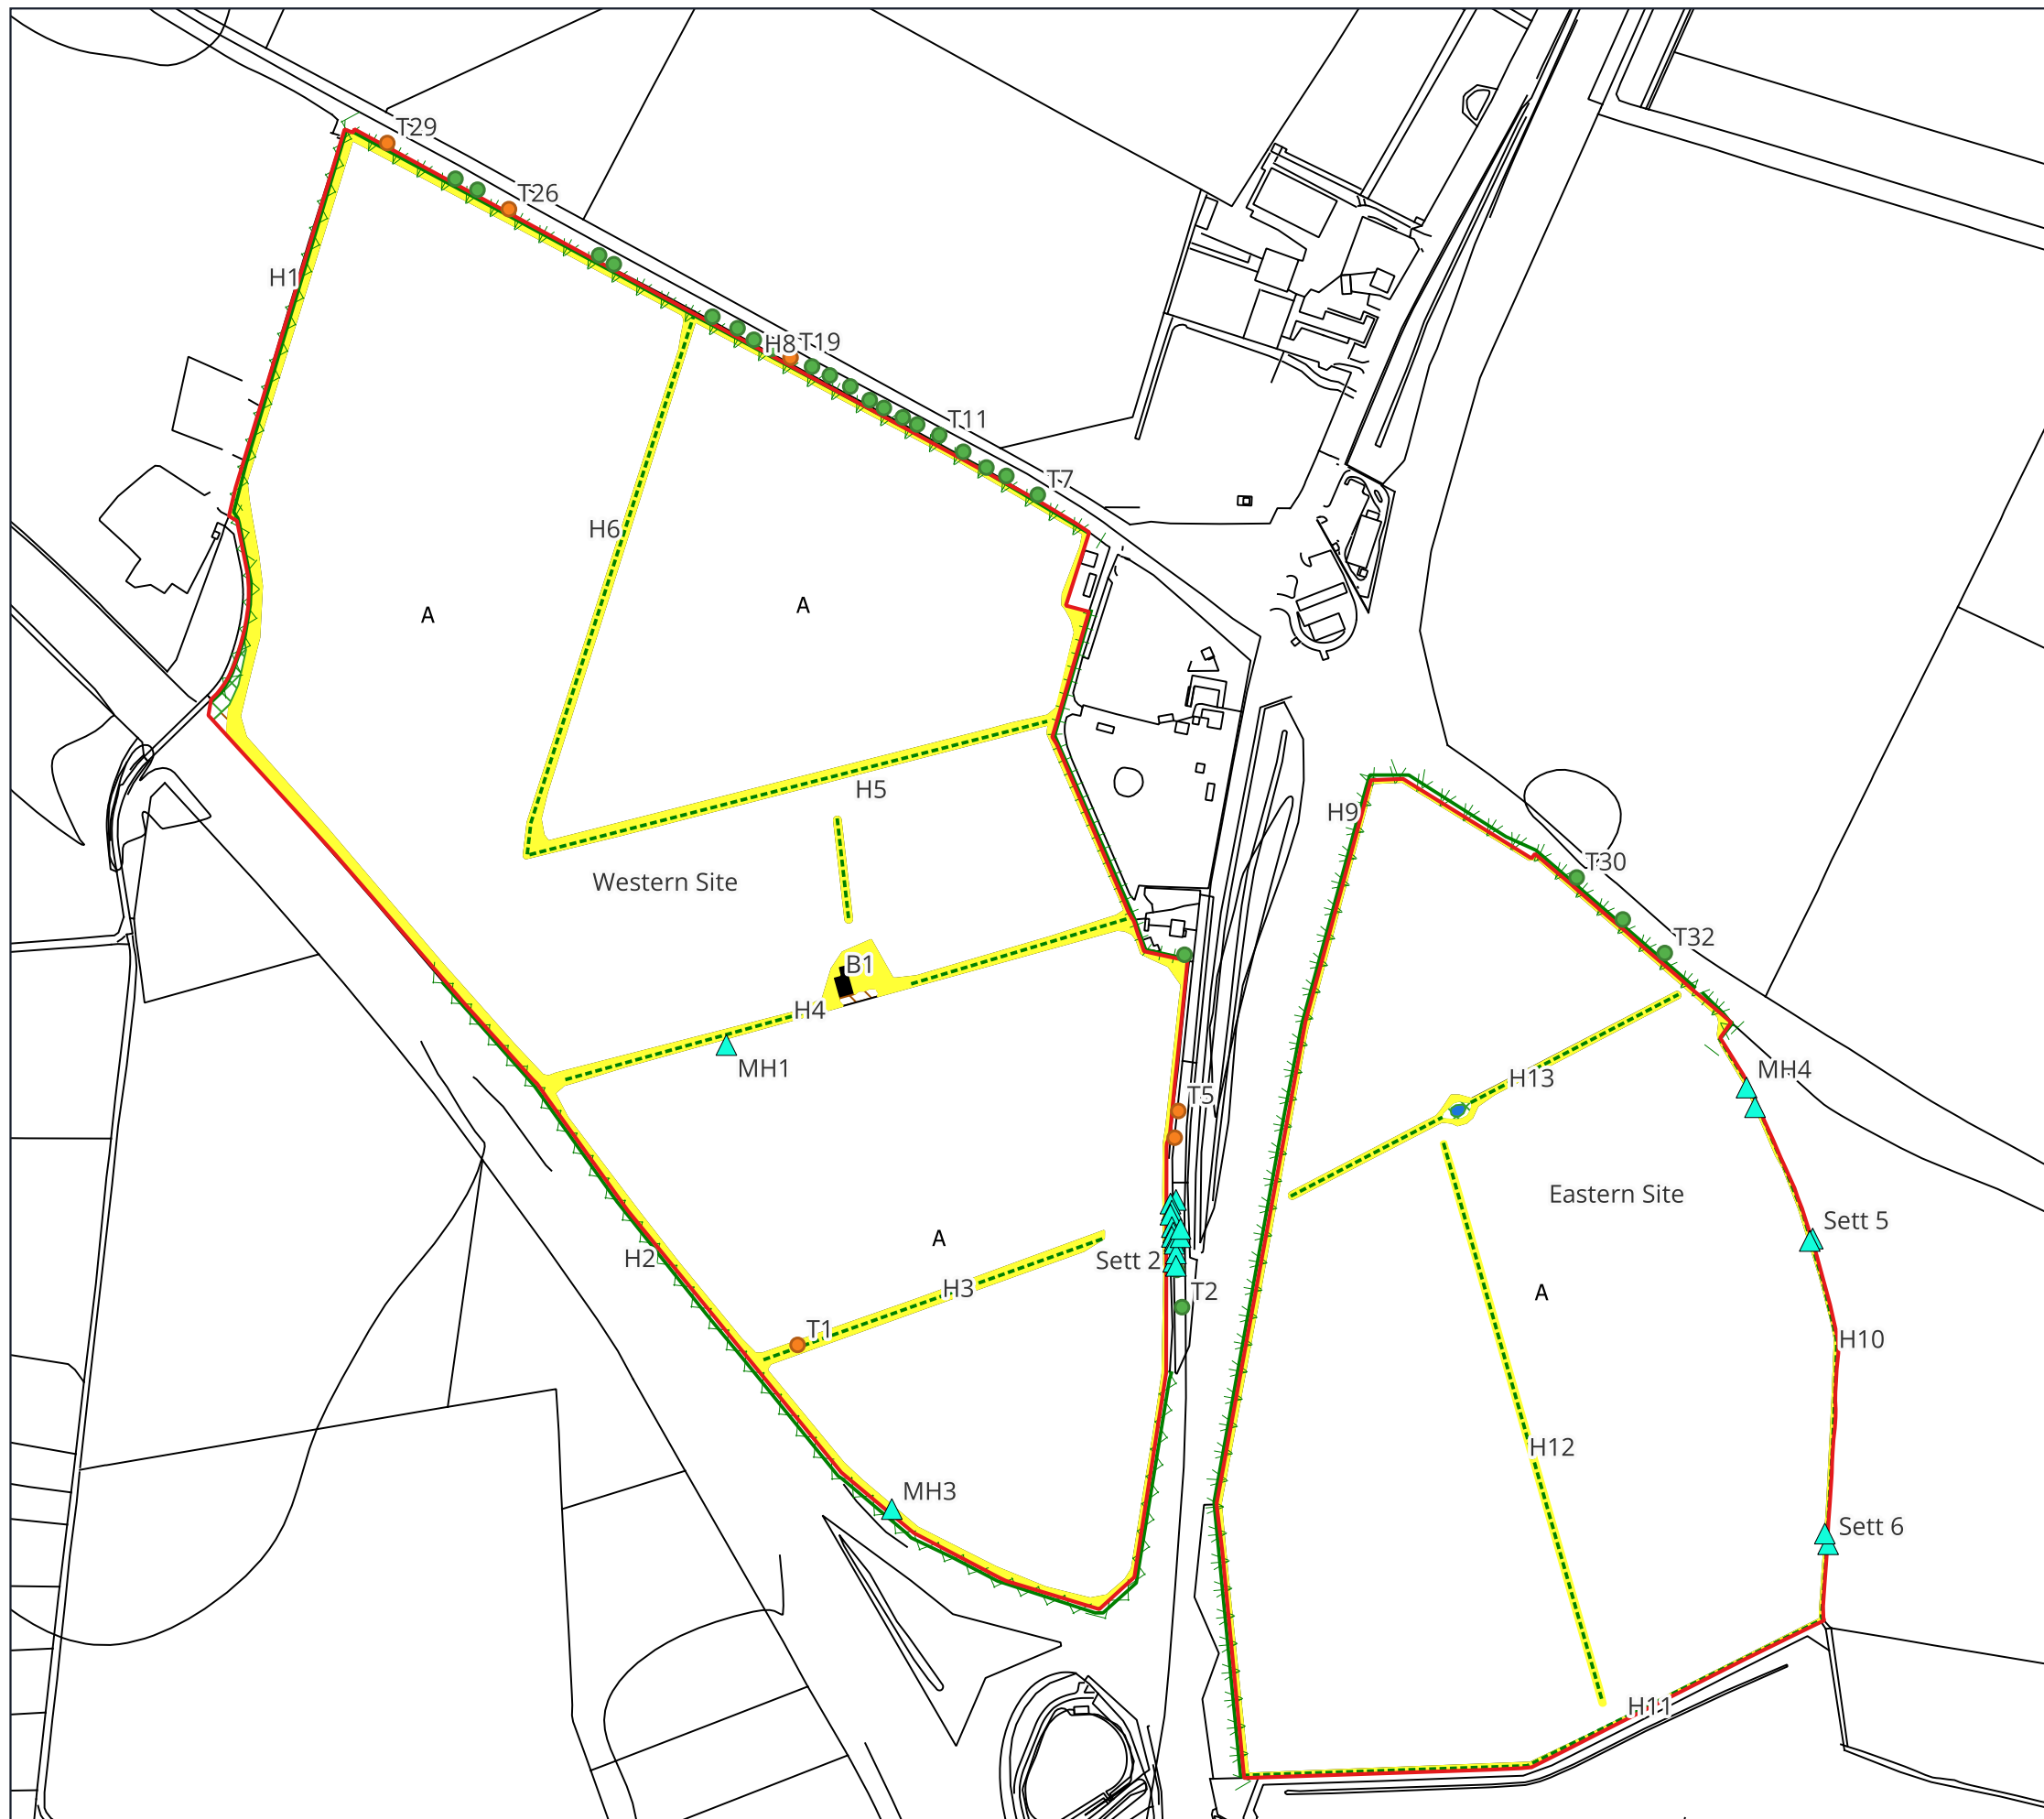 T29
T26
H1
H8
T19
T11
T7
H6
A
A
H5
H9
T30
Western Site
T32
B1
H4
MH1
MH4
H13
T5
Eastern Site
Sett 5
A
H2
Sett 2
H3
T2
A
T1
H10
H12
MH3
Sett 6
H11